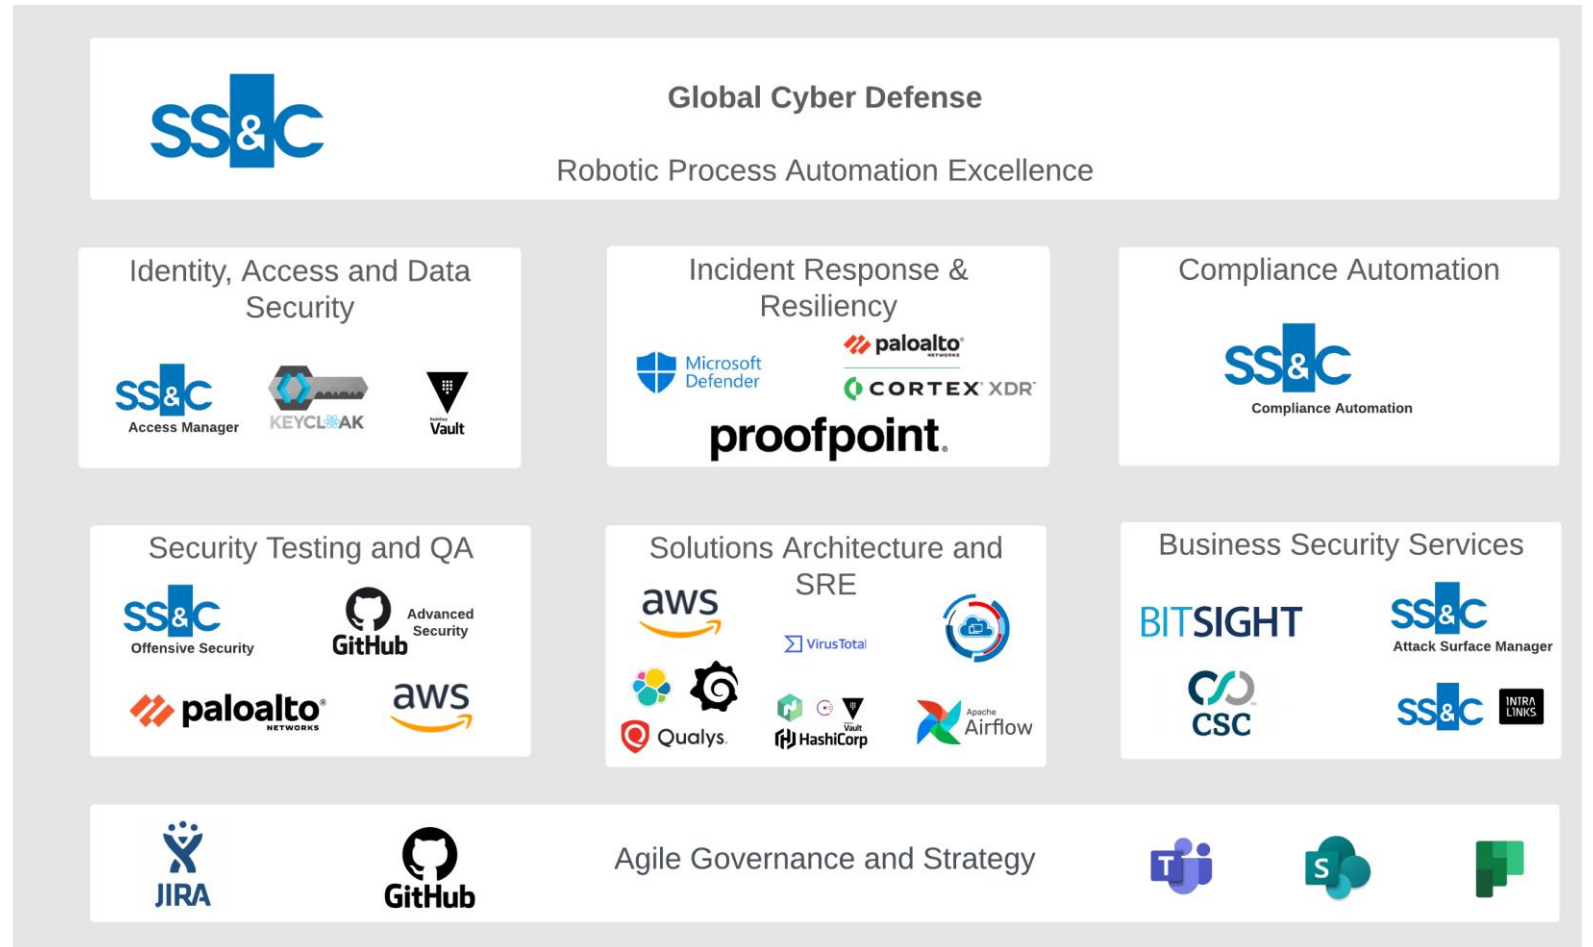 SS&C
Global Cyber Defense
Robotic Process Automation Excellence
Identity, Access and Data
Security
SS&C
Access Manager
KEYCLOAK
Vault
Incident Response &
Resiliency
Microsoft
Defender
paloalto
NETWORKS
CORTEX XDR
proofpoint.
Compliance Automation
SS&C
Compliance Automation
Security Testing and QA
SS&C
Offensive Security
GitHub
Advanced
Security
paloalto
NETWORKS
aws
Solutions Architecture and
SRE
aws
VirusTotal
Qualys.
Vault
HashiCorp
Apache
Airflow
Business Security Services
BITSIGHT
SS&C
Attack Surface Manager
CSC
SS&C
INTRA
LINKS
JIRA
GitHub
Agile Governance and Strategy
T
S